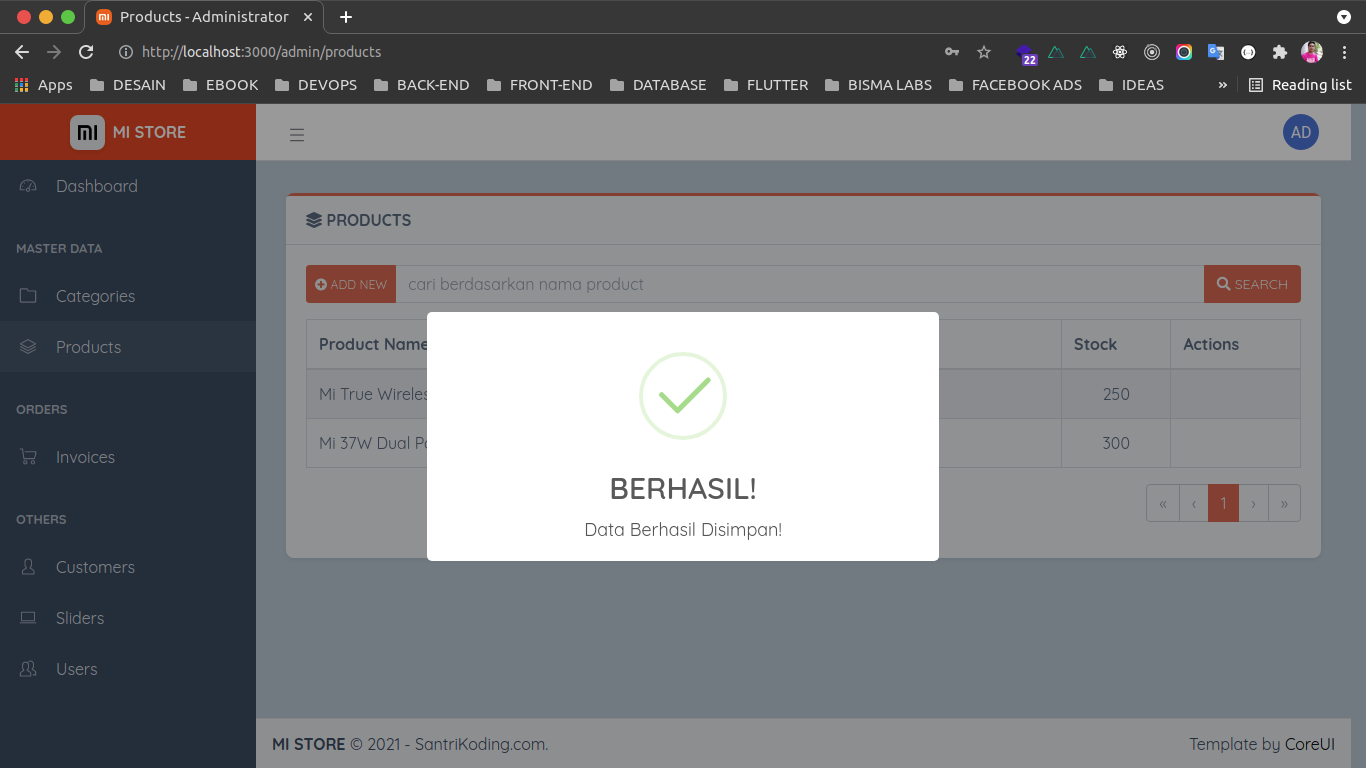 Products - Administrator
http://localhost:3000/admin/products
22
Apps DESAIN EBOOK DEVOPS BACK-END FRONT-END DATABASE FLUTTER BISMA LABS FACEBOOK ADS IDEAS » Reading list
MI STORE
AD
Dashboard
MASTER DATA
Categories
Products
ORDERS
Invoices
OTHERS
Customers
Sliders
Users
PRODUCTS
ADD NEW cari berdasarkan nama product SEARCH
Product Name Stock Actions
Mi True Wireles 250
Mi 37W Dual 300
« ‹ 1 › »
BERHASIL!
Data Berhasil Disimpan!
MI STORE © 2021 - SantriKoding.com. Template by CoreUI